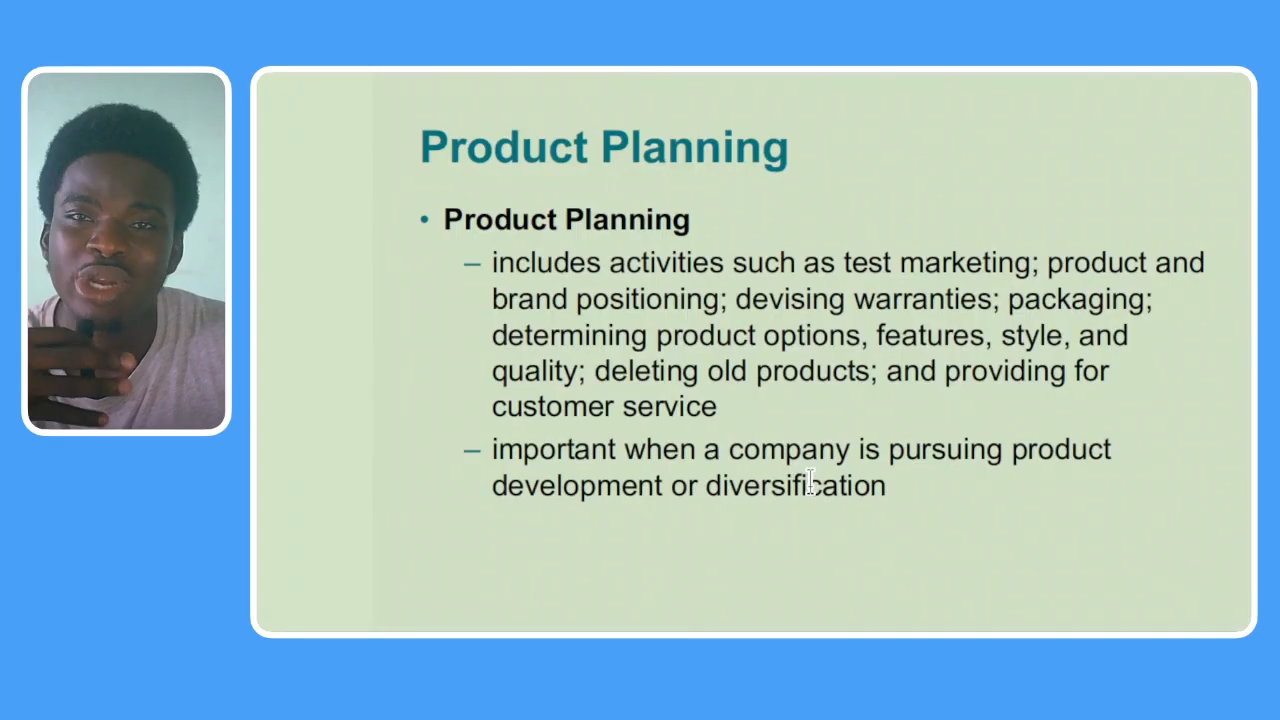 Product Planning
• Product Planning
– includes activities such as test marketing; product and
brand positioning; devising warranties; packaging;
determining product options, features, style, and
quality; deleting old products; and providing for
customer service
– important when a company is pursuing product
development or diversification